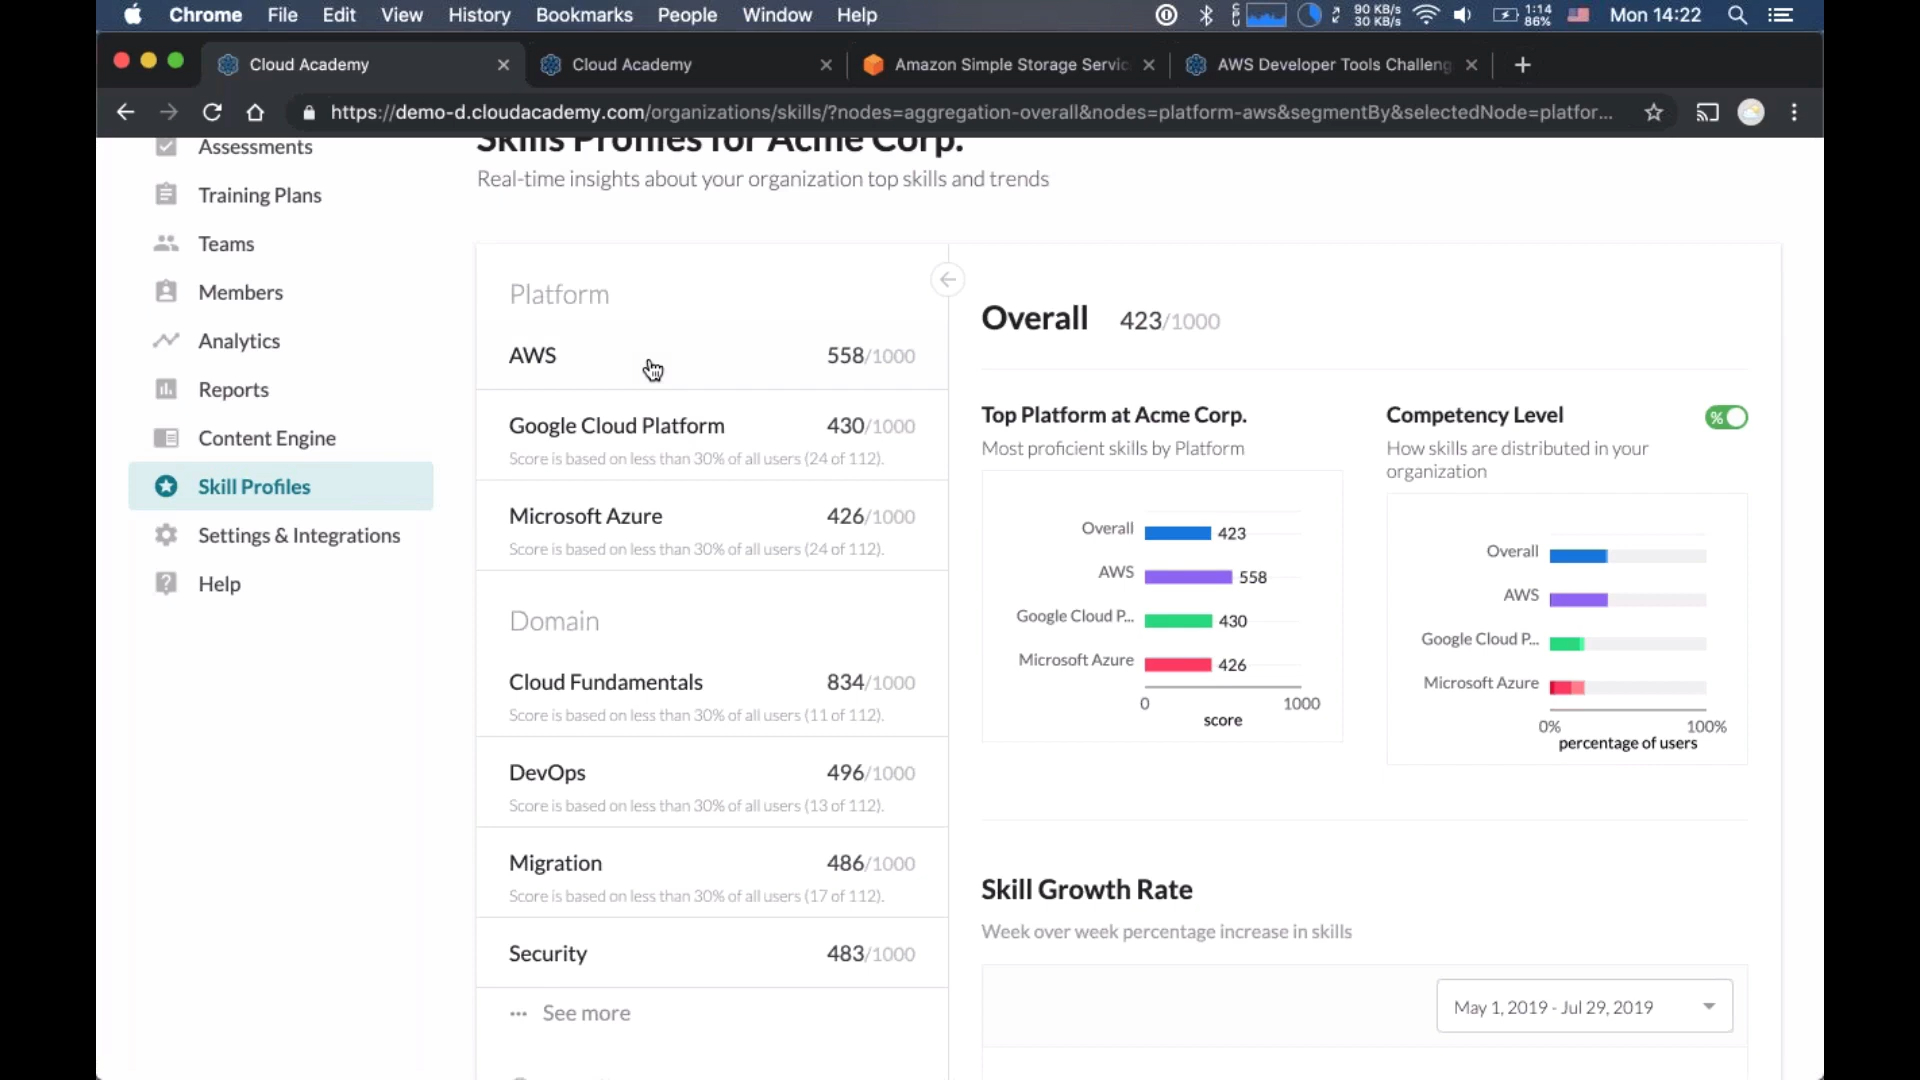 Chrome File Edit View History Bookmarks People Window Help
90 KB/s
30 KB/s
1:14
86%
Mon 14:22
Cloud Academy
Cloud Academy
Amazon Simple Storage Servic
AWS Developer Tools Challeng
https://demo-d.cloudacademy.com/organizations/skills/?nodes=aggregation-overall&nodes=platform-aws&segmentBy&selectedNode=platfor...
Assessments
Training Plans
Teams
Members
Analytics
Reports
Content Engine
Skill Profiles
Settings & Integrations
Help
Skills Profiles for Acme Corp.
Real-time insights about your organization top skills and trends
Platform
AWS 558/1000
Google Cloud Platform 430/1000
Score is based on less than 30% of all users (24 of 112).
Microsoft Azure 426/1000
Score is based on less than 30% of all users (24 of 112).
Domain
Cloud Fundamentals 834/1000
Score is based on less than 30% of all users (11 of 112).
DevOps 496/1000
Score is based on less than 30% of all users (13 of 112).
Migration 486/1000
Score is based on less than 30% of all users (17 of 112).
Security 483/1000
... See more
Overall 423/1000
Top Platform at Acme Corp.
Most proficient skills by Platform
Overall 423
AWS 558
Google Cloud P... 430
Microsoft Azure 426
0 1000
score
Competency Level
%
How skills are distributed in your
organization
Overall
AWS
Google Cloud P...
Microsoft Azure
0% 100%
percentage of users
Skill Growth Rate
Week over week percentage increase in skills
May 1, 2019 - Jul 29, 2019